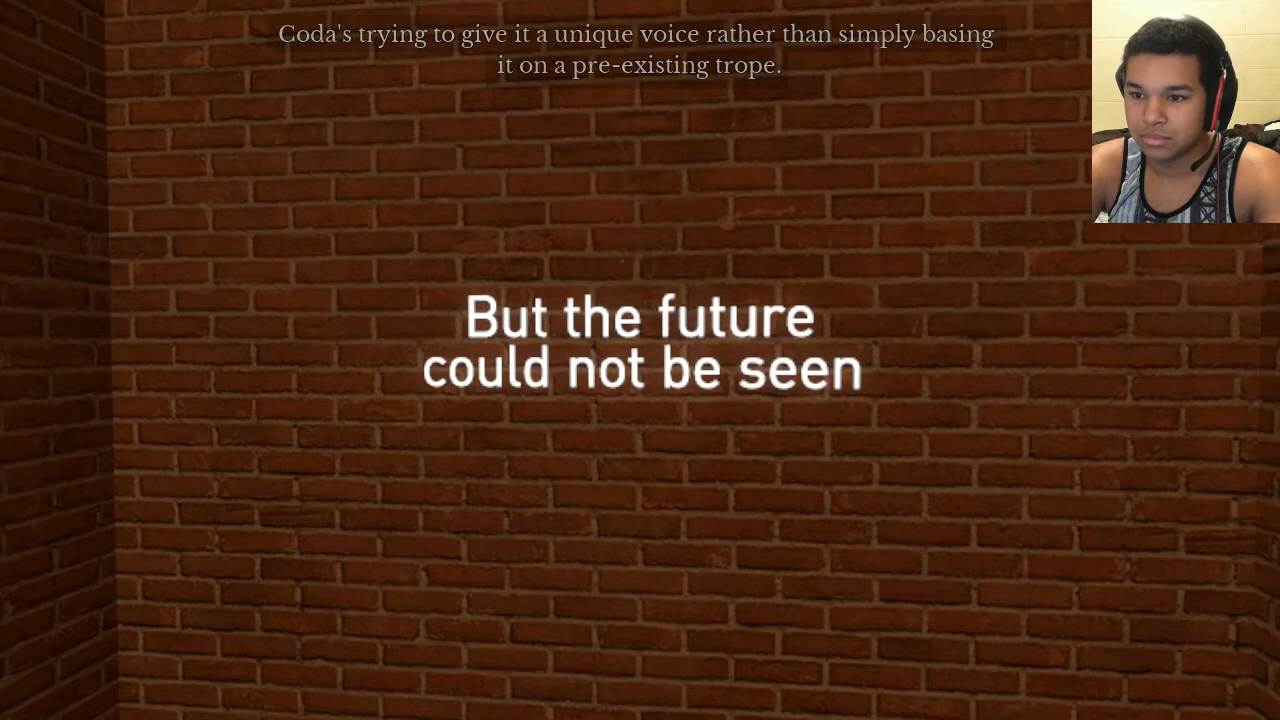 Coda's trying to give it a unique voice rather than simply basing
it on a pre-existing trope.
But the future
could not be seen